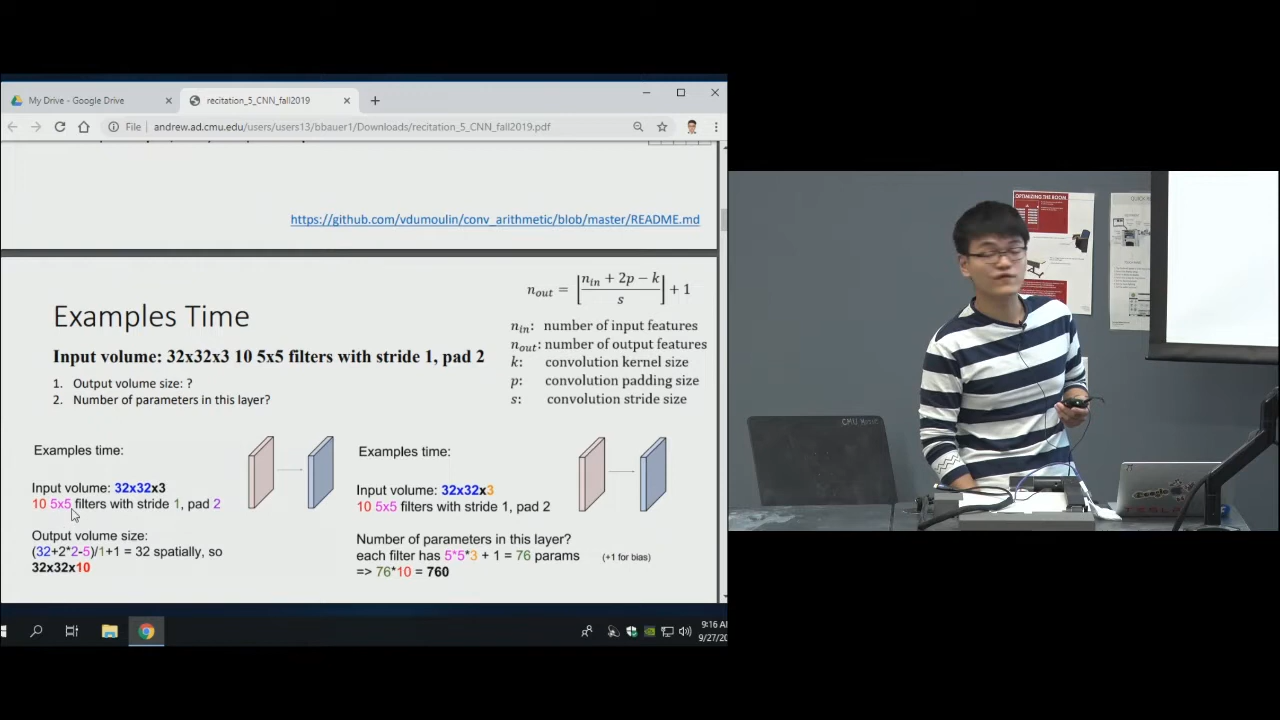 My Drive - Google Drive
recitation_5_CNN_fall2019
File
andrew.ad.cmu.edu/users/users13/bbauer1/Downloads/recitation_5_CNN_fall2019.pdf
https://github.com/vdumoulin/conv_arithmetic/blob/master/README.md
Examples Time
Input volume: 32x32x3 10 5x5 filters with stride 1, pad 2
1. Output volume size: ?
2. Number of parameters in this layer?
n_out = ⌊(n_in + 2p − k)/s⌋ + 1
n_in: number of input features
n_out: number of output features
k: convolution kernel size
p: convolution padding size
s: convolution stride size
Examples time:
Input volume: 32x32x3
10 5x5 filters with stride 1, pad 2
Output volume size:
(32+2*2-5)/1+1 = 32 spatially, so
32x32x10
Examples time:
Input volume: 32x32x3
10 5x5 filters with stride 1, pad 2
Number of parameters in this layer?
each filter has 5*5*3 + 1 = 76 params (+1 for bias)
=> 76*10 = 760
9:16 A
9/27/20
OPTIMIZING THE ROOM